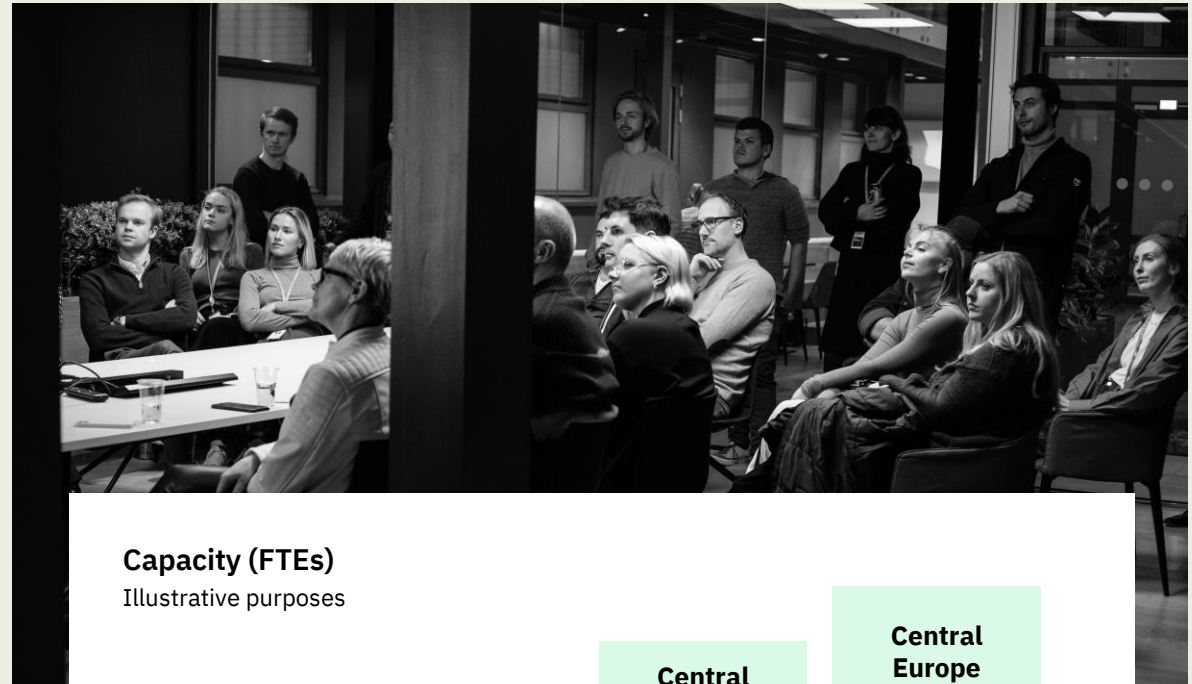 Capacity (FTEs)
Illustrative purposes
Central
Europe
Central